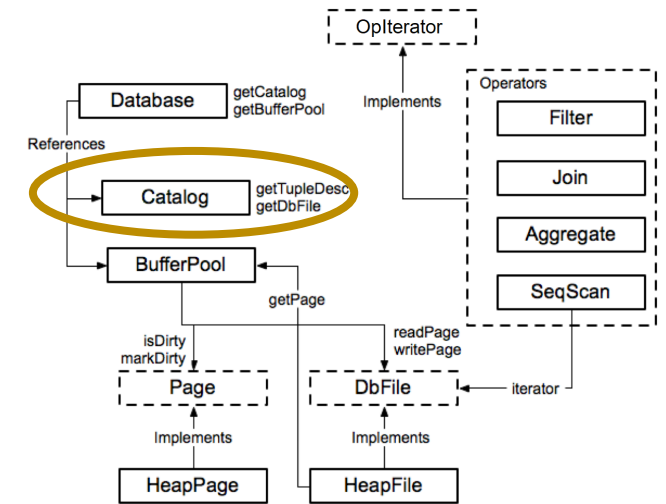 OpIterator
Operators
Database
getCatalog
getBufferPool
Implements
Filter
References
Join
Catalog
getTupleDesc
getDbFile
Aggregate
BufferPool
SeqScan
getPage
isDirty
markDirty
readPage
writePage
Page
DbFile
iterator
Implements
Implements
HeapPage
HeapFile